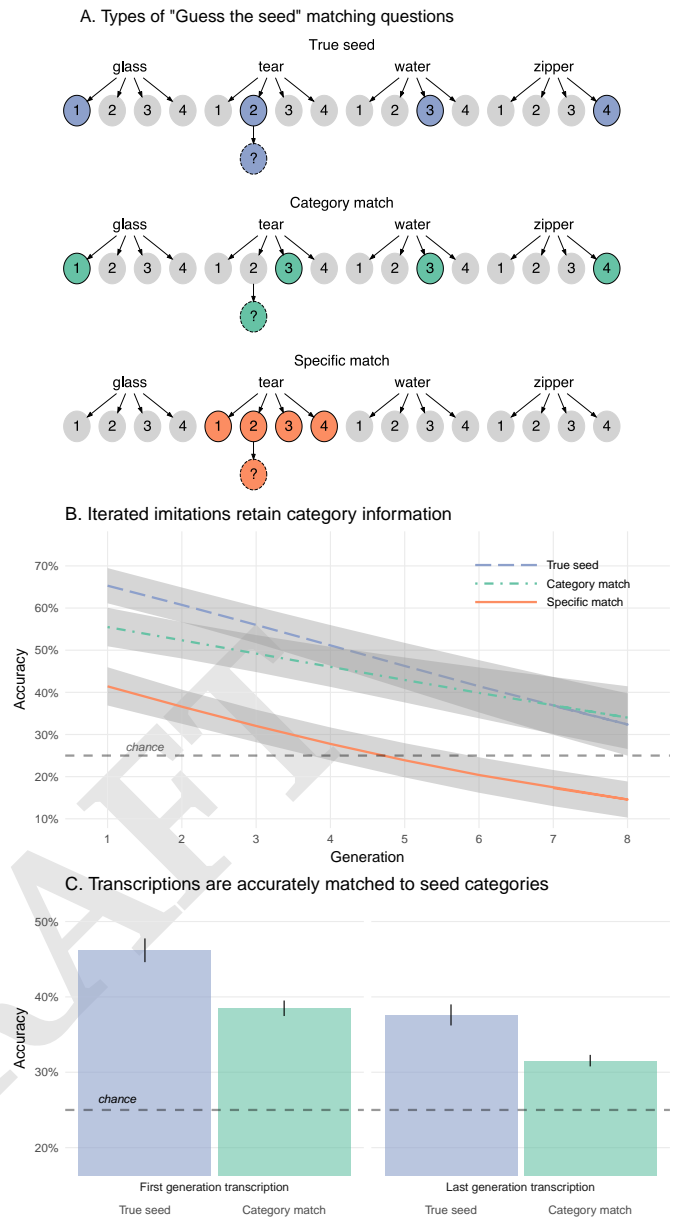 A. Types of "Guess the seed" matching questions
True seed
glass tear water zipper
1 2 3 4 1 2 3 4 1 2 3 4 1 2 3 4
?
Category match
glass tear water zipper
1 2 3 4 1 2 3 4 1 2 3 4 1 2 3 4
?
Specific match
glass tear water zipper
1 2 3 4 1 2 3 4 1 2 3 4 1 2 3 4
?
B. Iterated imitations retain category information
70%
60%
50%
40%
30%
20%
10%
Accuracy
True seed
Category match
Specific match
chance
1 2 3 4 5 6 7 8
Generation
C. Transcriptions are accurately matched to seed categories
50%
40%
30%
20%
Accuracy
chance
First generation transcription Last generation transcription
True seed Category match True seed Category match
DRAFT